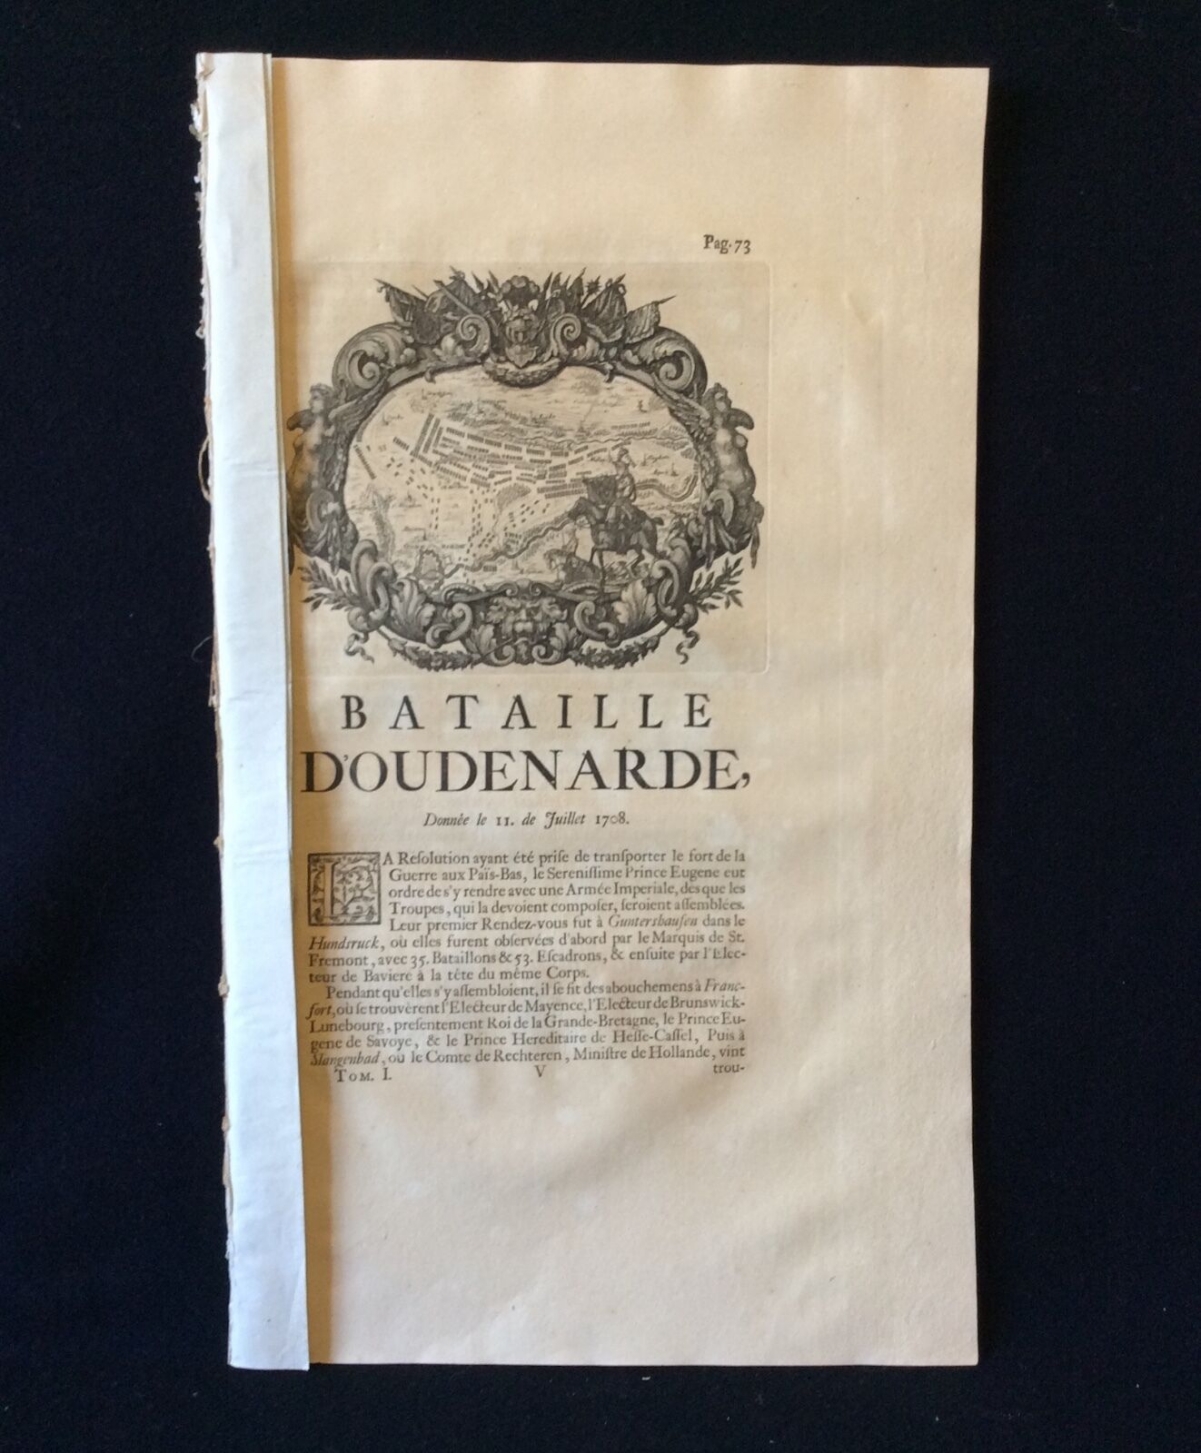 Pag. 73
BATAILLE
D'OUDENARDE,
Donnée le 11. de Juillet 1708.
LA Reſolution ayant été priſe de tranſporter le fort de la
Guerre aux Païs-Bas, le Sereniſſime Prince Eugene eut
ordre de s'y rendre avec une Armée Imperiale, des que les
Troupes, qui la devoient compoſer, ſeroient aſſemblées.
Leur premier Rendez-vous fut à Guntershauſen dans le
Hundsruck, où elles furent obſervées d'abord par le Marquis de St.
Fremont, avec 35. Bataillons & 53. Eſcadrons, & enſuite par l'Elec-
teur de Baviere à la tête du même Corps.
Pendant qu'elles s'y aſſembloient, il ſe fit des abouchemens à Franc-
fort, où ſe trouvèrent l'Electeur de Mayence, l'Electeur de Brunswick-
Lunebourg, preſentement Roi de la Grande-Bretagne, le Prince Eu-
gene de Savoye, & le Prince Hereditaire de Heſſe-Caſſel, Puis à
Slangenbad, où le Comte de Rechteren, Miniſtre de Hollande, vint
TOM. I. V trou-